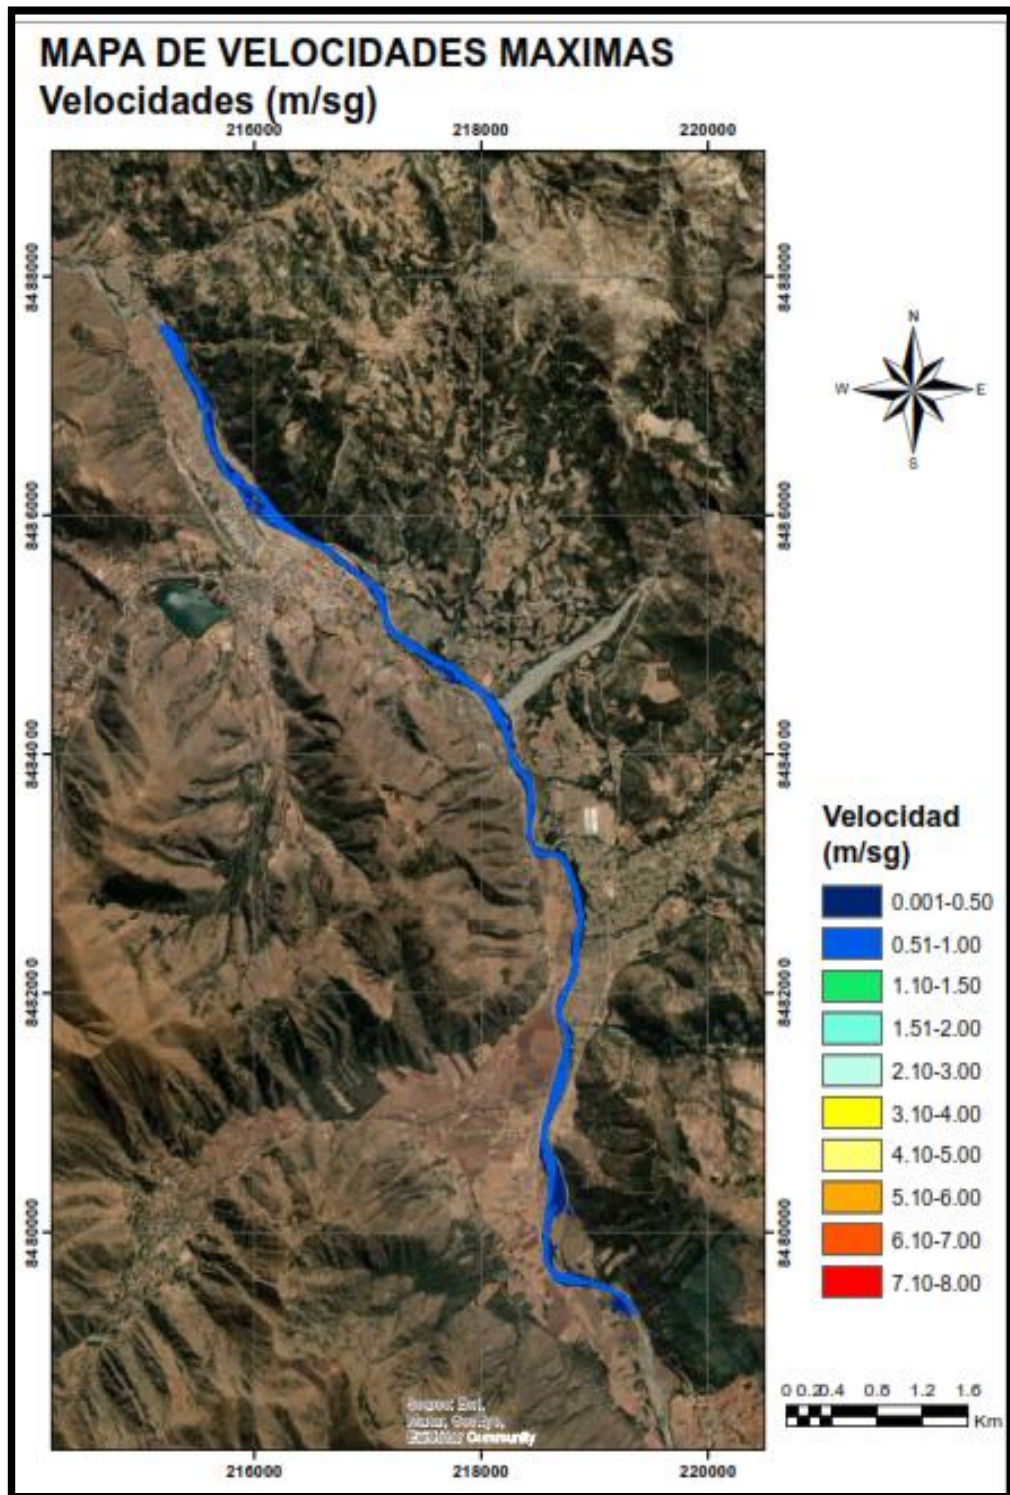 MAPA DE VELOCIDADES MAXIMAS
Velocidades (m/sg)
216000 218000 220000
8488000 8488000
N
W E
S
8486000 8486000
8484000 8484000
Velocidad
(m/sg)
0.001-0.50
0.51-1.00
1.10-1.50
1.51-2.00
2.10-3.00
3.10-4.00
4.10-5.00
5.10-6.00
6.10-7.00
7.10-8.00
8482000 8482000
8480000 8480000
0 0.2 0.4 0.8 1.2 1.6
Km
Source: Esri,
Community
216000 218000 220000